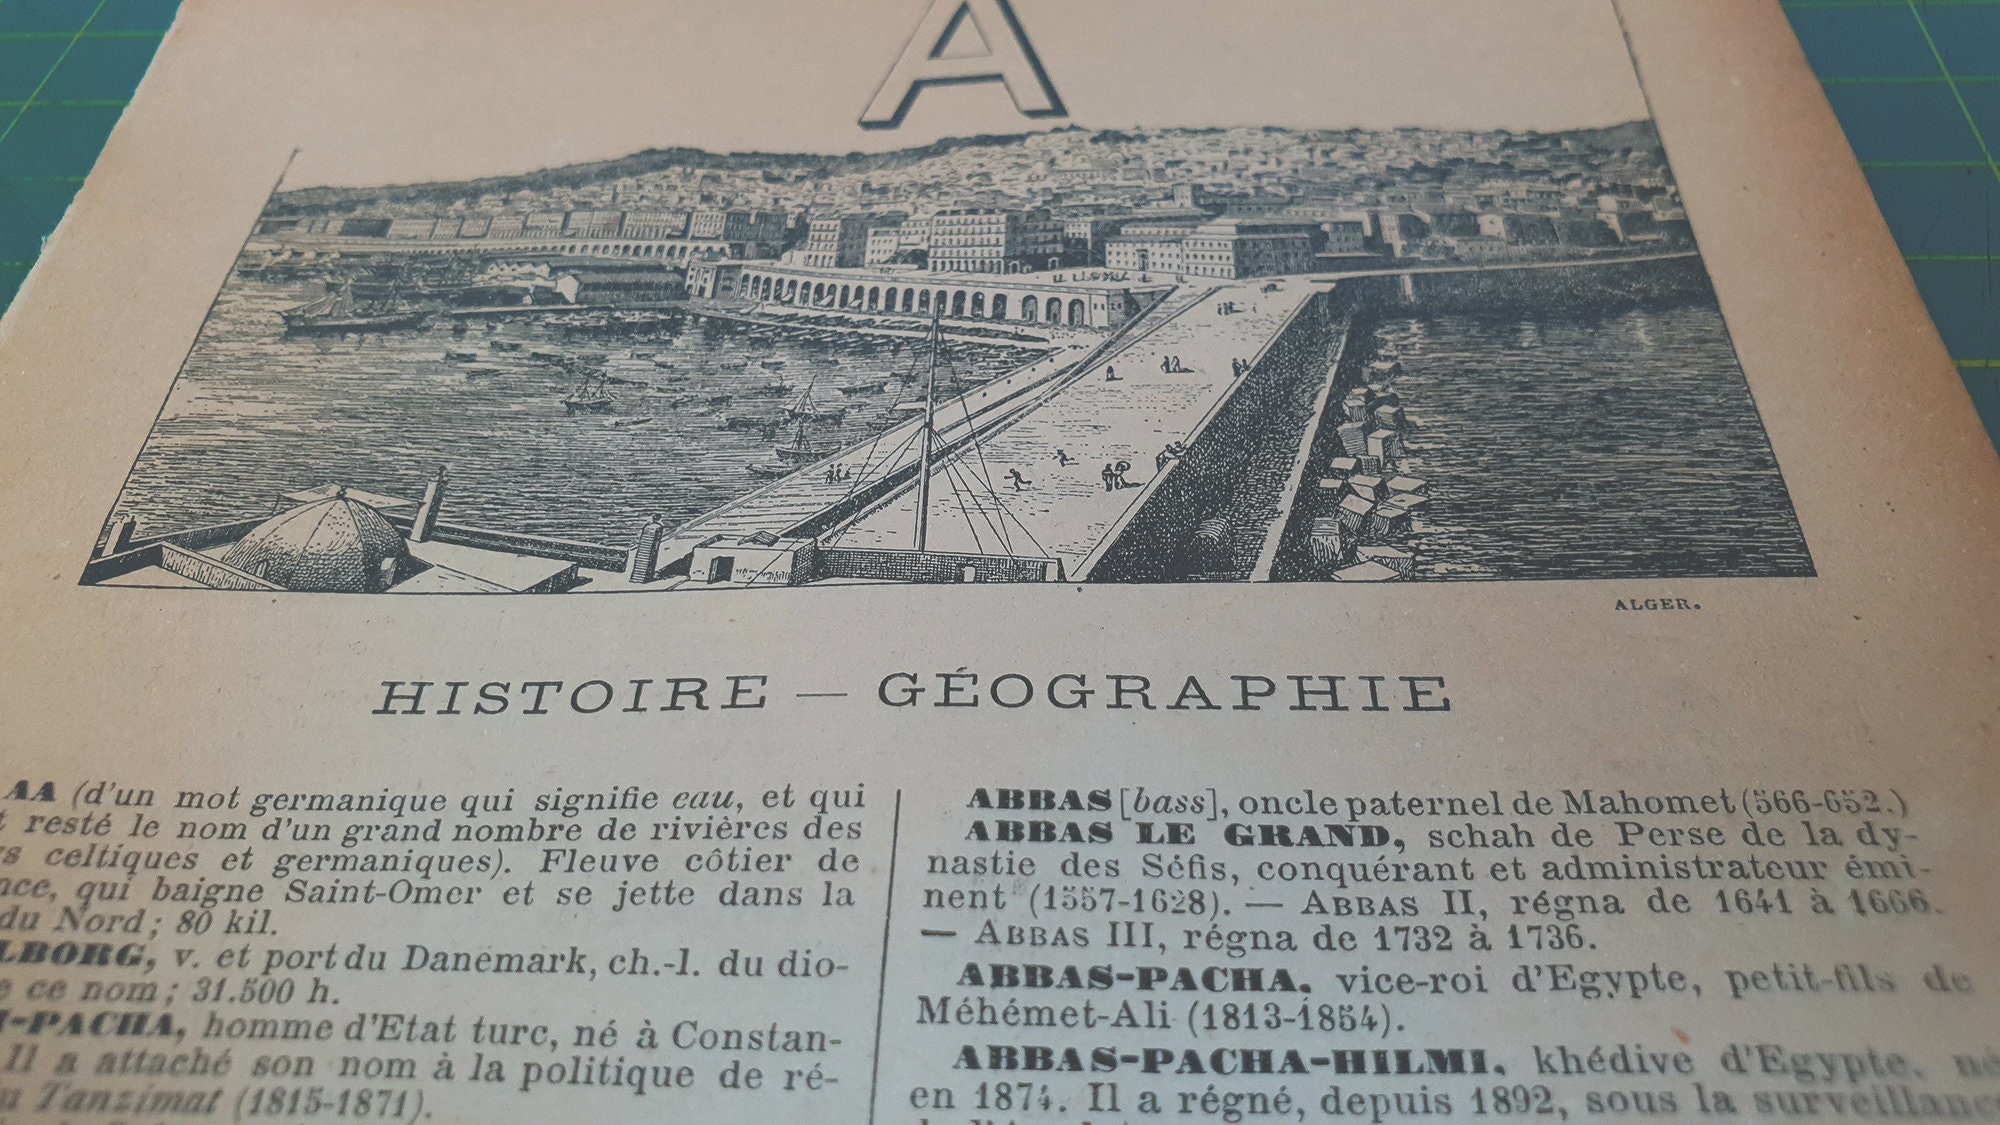 A
ALGER.
HISTOIRE — GÉOGRAPHIE
AA (d'un mot germanique qui signifie eau, et qui
resté le nom d'un grand nombre de rivières des
celtiques et germaniques). Fleuve côtier de
qui baigne Saint-Omer et se jette dans la
du Nord; 80 kil.
v. et port du Danemark, ch.-l. du dio-
ce nom; 31.500 h.
-PACHA, homme d'Etat turc, né à Constan-
Il a attaché son nom à la politique de ré-
Tanzimat (1815-1871).
ABBAS [bass], oncle paternel de Mahomet (566-652.)
ABBAS LE GRAND, schah de Perse de la dy-
nastie des Séfis, conquérant et administrateur émi-
nent (1557-1628). — ABBAS II, régna de 1641 à 1666.
— ABBAS III, régna de 1732 à 1736.
ABBAS-PACHA, vice-roi d'Egypte, petit-fils de
Méhémet-Ali (1813-1854).
ABBAS-PACHA-HILMI, khédive d'Egypte, né
en 1874. Il a régné, depuis 1892, sous la surveillance